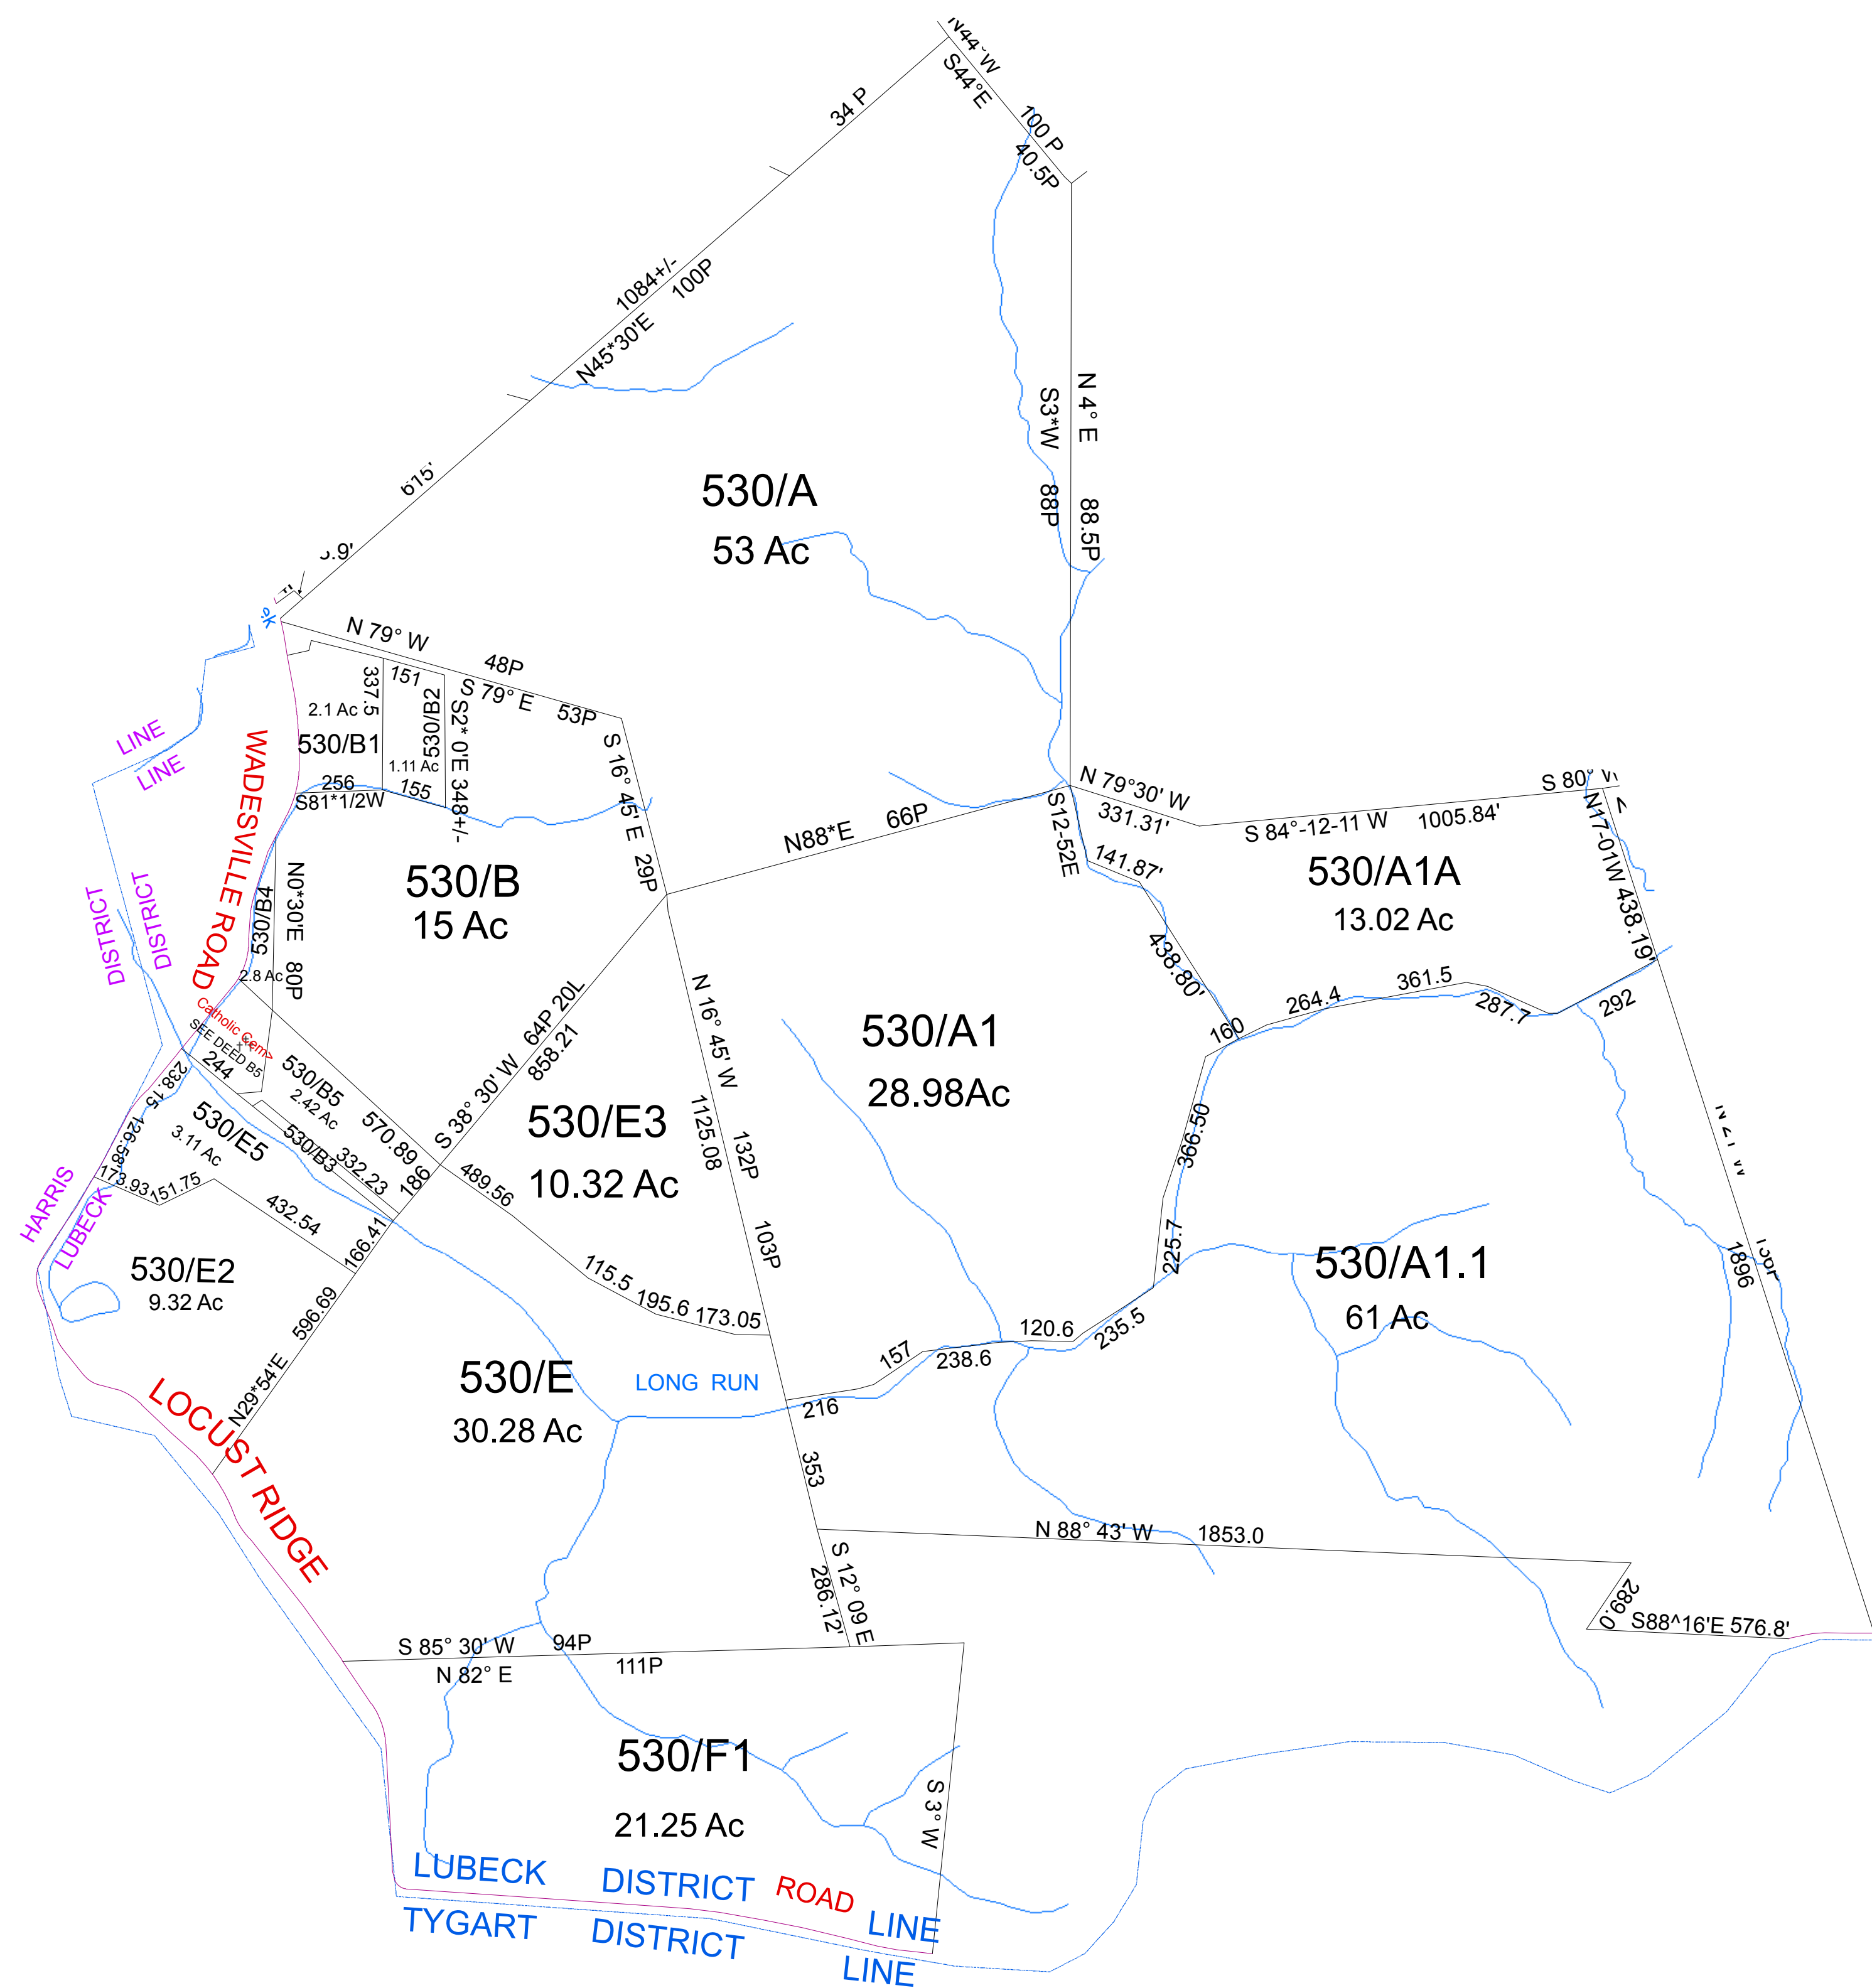 N44°W
S44°E
100 P
40.5P
34 P
1084+/-
100P
N45*30'E
615'
N 4° E
88.5P
S3*W
88P
530/A
53 Ac
N 79° W
48P
S 79° E
53P
337.5
151
2.1 Ac
530/B1
530/B2
1.11 Ac
S2* 0'E 348+/-
256
S81*1/2W
155
S 16° 45' E 29P
LINE
LINE
WADESVILLE ROAD
DISTRICT
DISTRICT
530/B4
N0*30'E 80P
2.8 Ac
530/B
15 Ac
N88*E 66P
N 79°30' W
331.31'
S12-52E
141.87'
438.80'
S 84°-12-11 W 1005.84'
S 80°
N17-01W 438.19'
530/A1A
13.02 Ac
361.5
264.4
287.7
292
160
Catholic Cem>
SEE DEED B5
244
238.15
126.58'
530/B5
2.42 Ac
570.89
530/E5
3.11 Ac
530/B3
332.23
186
S 38° 30' W 64P 20L
858.21
N 16° 45' W
1125.08
132P
103P
530/A1
28.98Ac
366.50
225.7
530/E3
10.32 Ac
489.56
115.5
195.6
173.05
173.93
151.75
432.54
166.41
HARRIS
LUBECK
530/E2
9.32 Ac
596.69
N29*54'E
530/A1.1
61 Ac
1896
120.6
235.5
157
238.6
216
530/E
30.28 Ac
LONG RUN
LOCUST RIDGE
353
N 88° 43' W 1853.0
S 12° 09 E
286.12'
289.0
S88^16'E 576.8'
S 85° 30' W 94P
N 82° E
111P
530/F1
21.25 Ac
S 3° W
LUBECK DISTRICT ROAD LINE
TYGART DISTRICT LINE